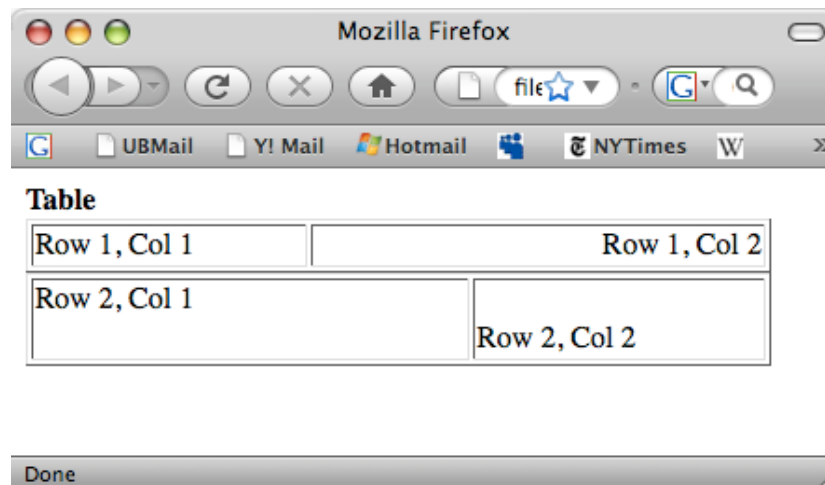 Mozilla Firefox
file
G
G UBMail Y! Mail Hotmail NYTimes W »
Table
Row 1, Col 1 Row 1, Col 2
Row 2, Col 1
Row 2, Col 2
Done